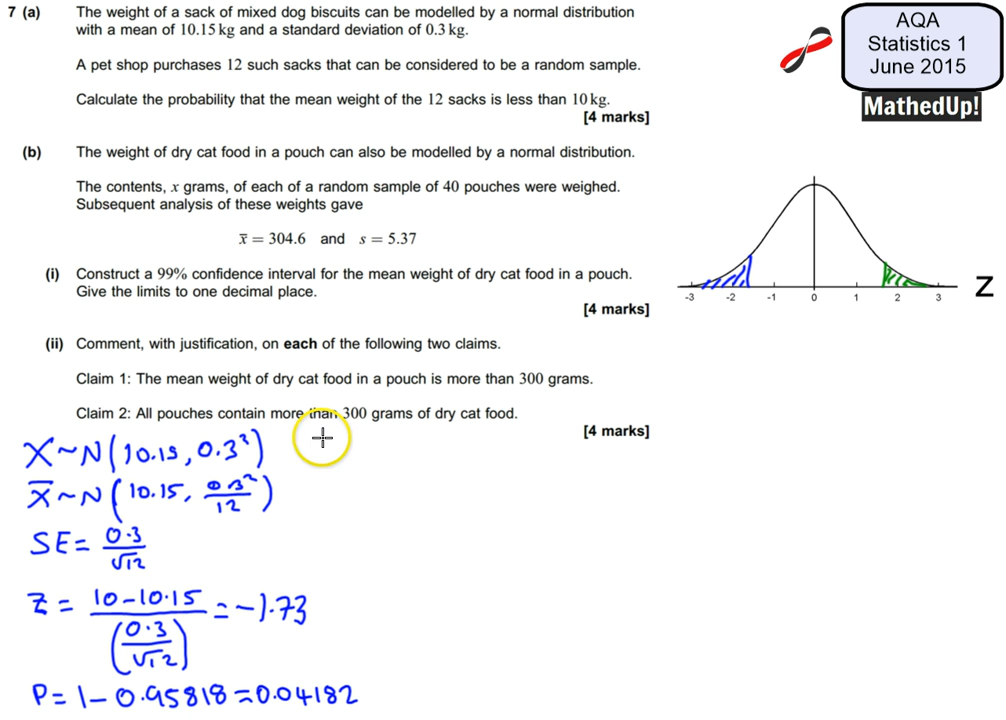 7 (a) The weight of a sack of mixed dog biscuits can be modelled by a normal distribution
with a mean of 10.15 kg and a standard deviation of 0.3 kg.
A pet shop purchases 12 such sacks that can be considered to be a random sample.
Calculate the probability that the mean weight of the 12 sacks is less than 10 kg.
[4 marks]
AQA
Statistics 1
June 2015
MathedUp!
(b) The weight of dry cat food in a pouch can also be modelled by a normal distribution.
The contents, x grams, of each of a random sample of 40 pouches were weighed.
Subsequent analysis of these weights gave
x̄ = 304.6 and s = 5.37
(i) Construct a 99% confidence interval for the mean weight of dry cat food in a pouch.
Give the limits to one decimal place.
[4 marks]
-3 -2 -1 0 1 2 3 Z
(ii) Comment, with justification, on each of the following two claims.
Claim 1: The mean weight of dry cat food in a pouch is more than 300 grams.
Claim 2: All pouches contain more than 300 grams of dry cat food.
[4 marks]
X ~ N(10.15, 0.3²)
X̄ ~ N(10.15, 0.3²/12)
SE = 0.3/√12
Z = (10 - 10.15)/(0.3/√12) = -1.73
P = 1 - 0.95818 = 0.04182